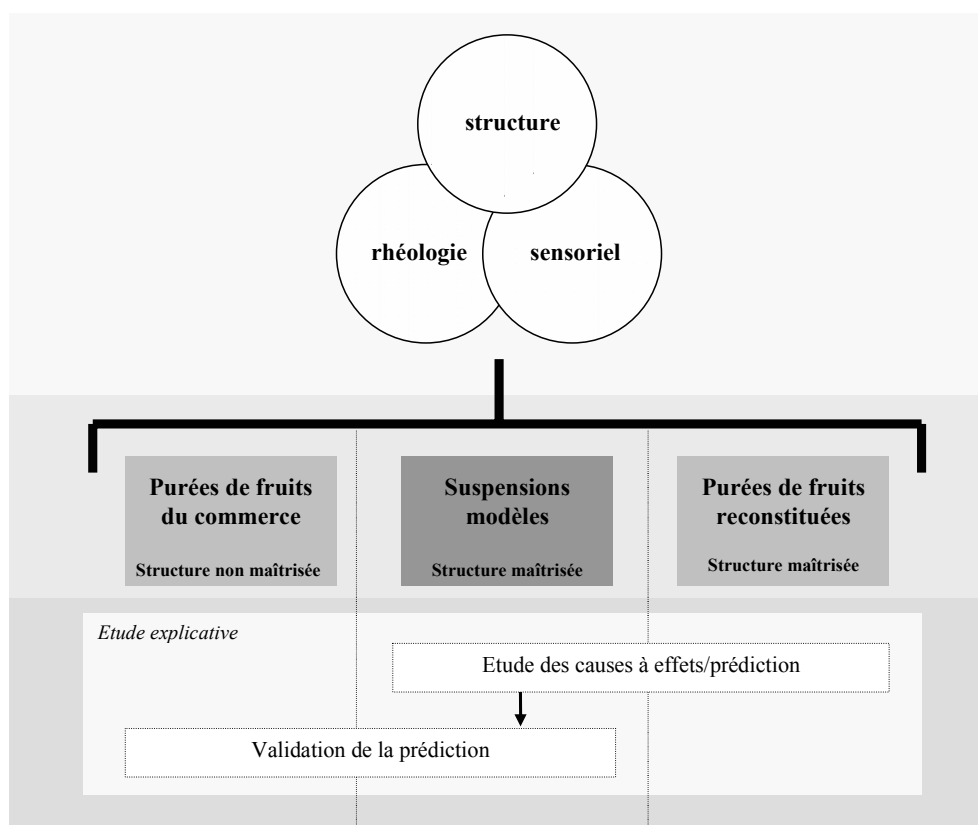 structure
rhéologie
sensoriel
Purées de fruits
du commerce
Structure non maîtrisée
Suspensions
modèles
Structure maîtrisée
Purées de fruits
reconstituées
Structure maîtrisée
Etude explicative
Etude des causes à effets/prédiction
Validation de la prédiction